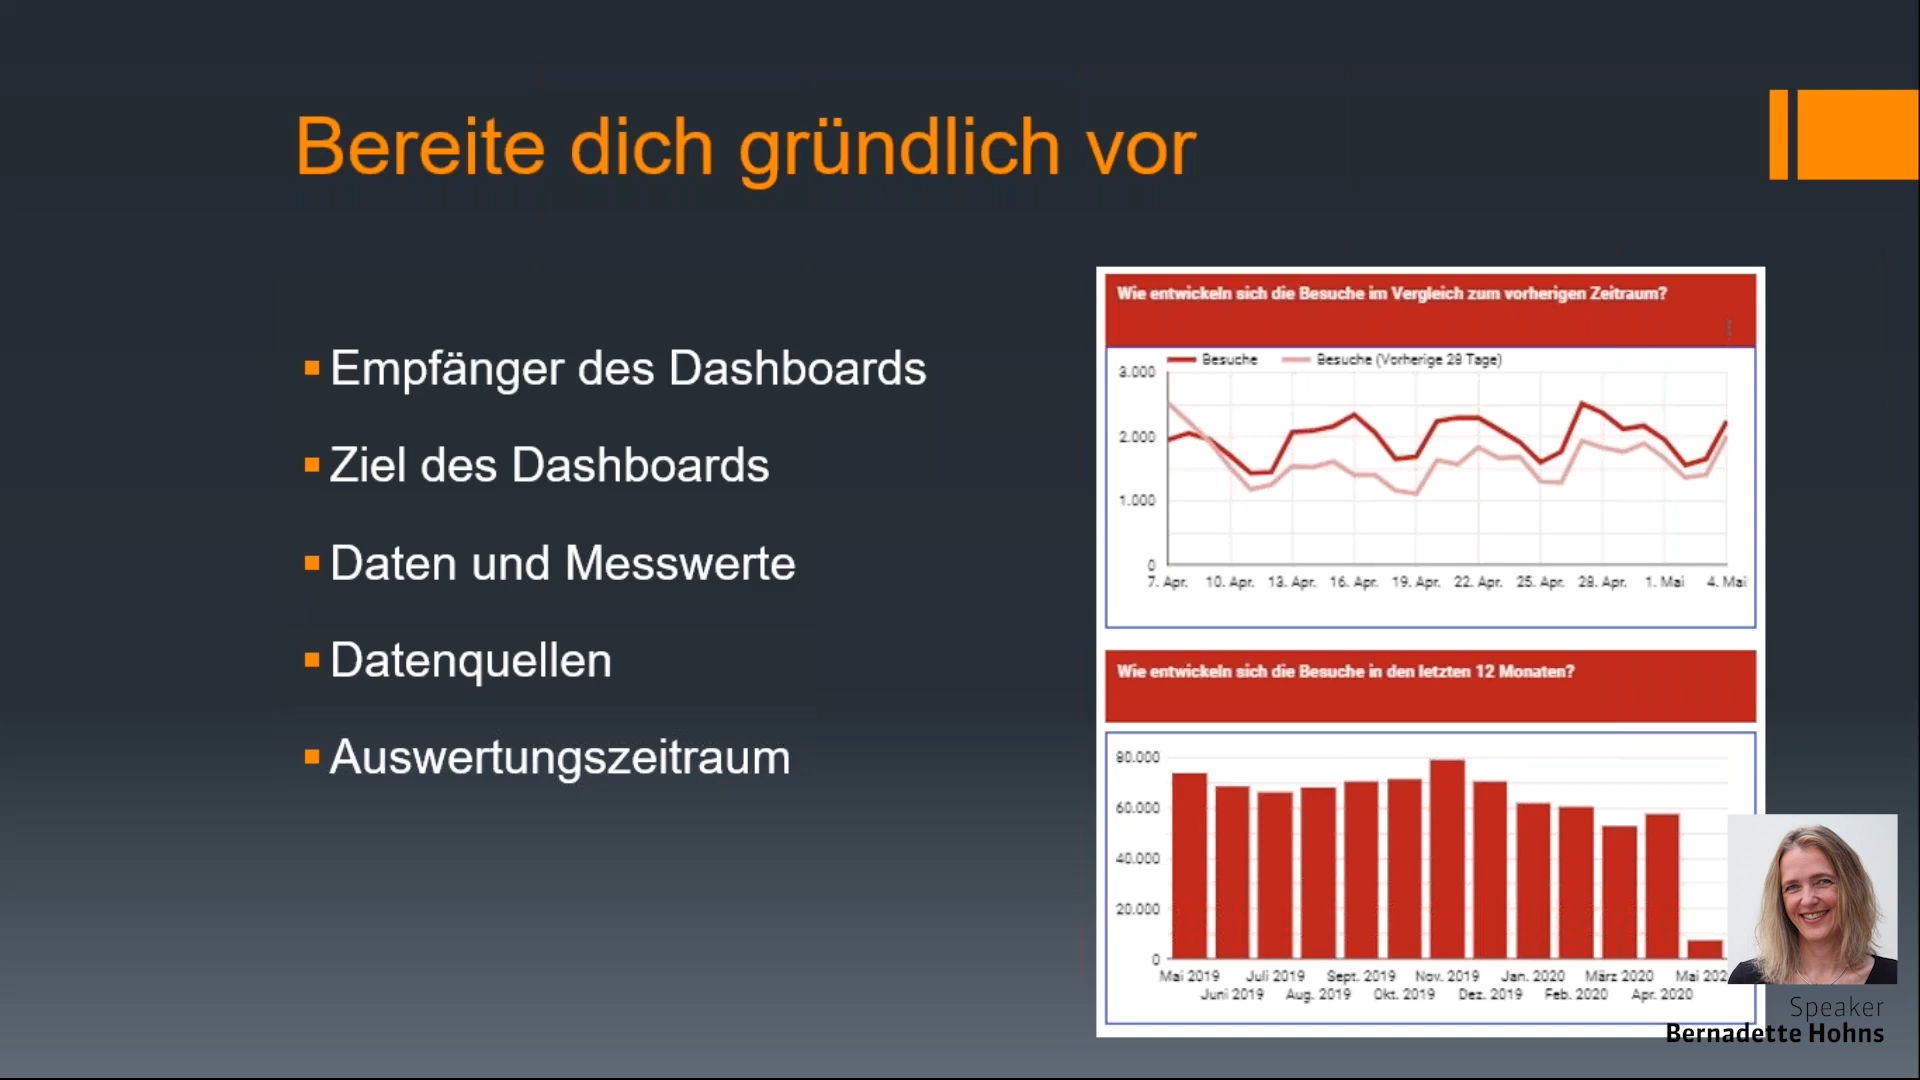 Bereite dich gründlich vor
Empfänger des Dashboards
Ziel des Dashboards
Daten und Messwerte
Datenquellen
Auswertungszeitraum
Wie entwickeln sich die Besuche im Vergleich zum vorherigen Zeitraum?
Besuche Besuche (Vorherige 28 Tage)
3.000
2.000
1.000
0
7. Apr. 10. Apr. 13. Apr. 16. Apr. 19. Apr. 22. Apr. 25. Apr. 28. Apr. 1. Mai 4. Mai
Wie entwickeln sich die Besuche in den letzten 12 Monaten?
80.000
60.000
40.000
20.000
0
Mai 2019 Juli 2019 Sept. 2019 Nov. 2019 Jan. 2020 März 2020 Mai 202
Juni 2019 Aug. 2019 Okt. 2019 Dez. 2019 Feb. 2020 Apr. 2020
Speaker
Bernadette Hohns